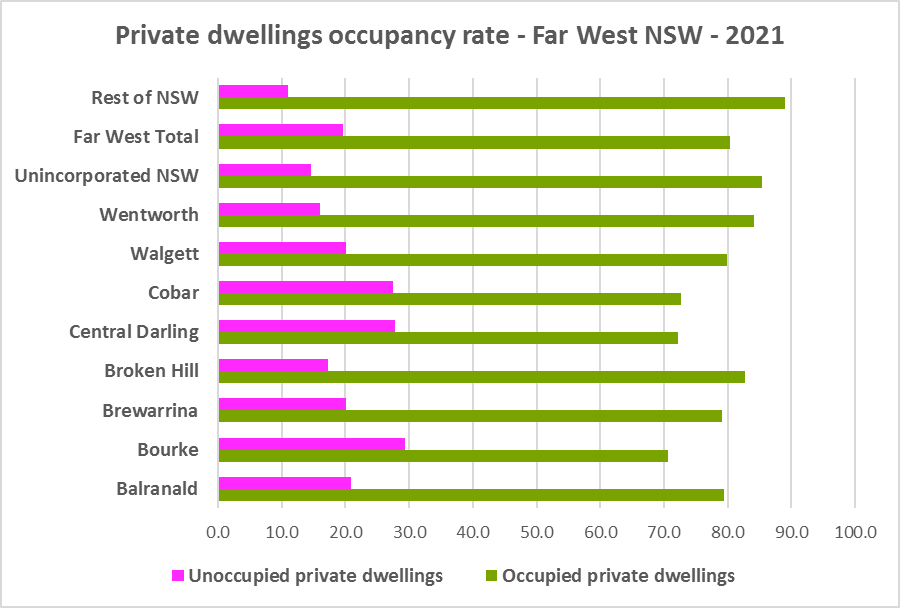 Private dwellings occupancy rate - Far West NSW - 2021
Rest of NSW
Far West Total
Unincorporated NSW
Wentworth
Walgett
Cobar
Central Darling
Broken Hill
Brewarrina
Bourke
Balranald
0.0 10.0 20.0 30.0 40.0 50.0 60.0 70.0 80.0 90.0 100.0
Unoccupied private dwellings Occupied private dwellings